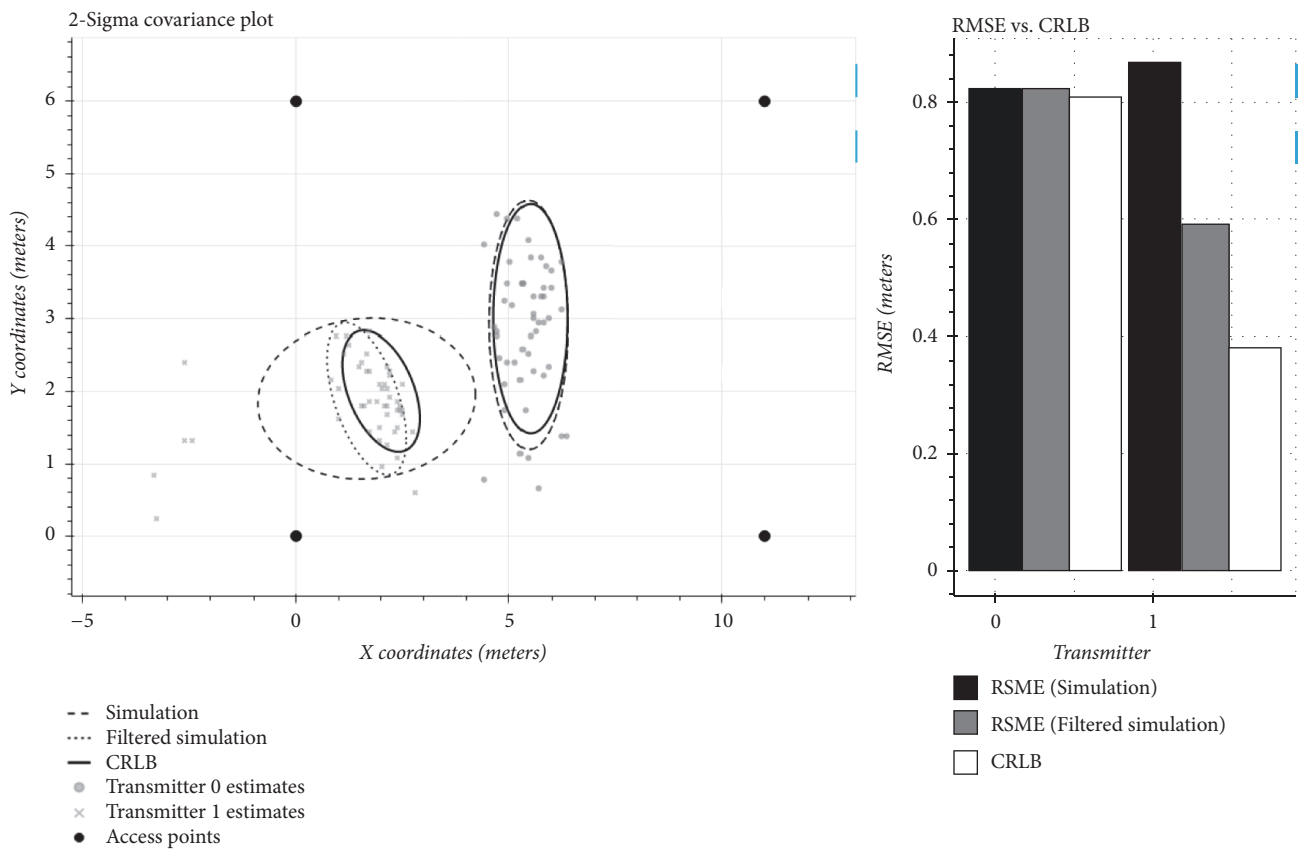 2-Sigma covariance plot
6
5
4
3
2
1
0
Y coordinates (meters)
−5
0
5
10
X coordinates (meters)
Simulation
Filtered simulation
CRLB
Transmitter 0 estimates
Transmitter 1 estimates
Access points
RMSE vs. CRLB
0.8
0.6
0.4
0.2
0
RMSE (meters
0
1
Transmitter
RSME (Simulation)
RSME (Filtered simulation)
CRLB